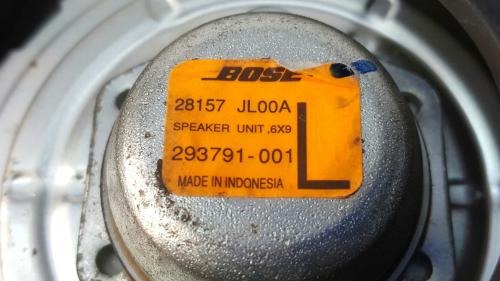 BOSE
28157 JL00A
SPEAKER UNIT ,6X9
293791-001
MADE IN INDONESIA
L